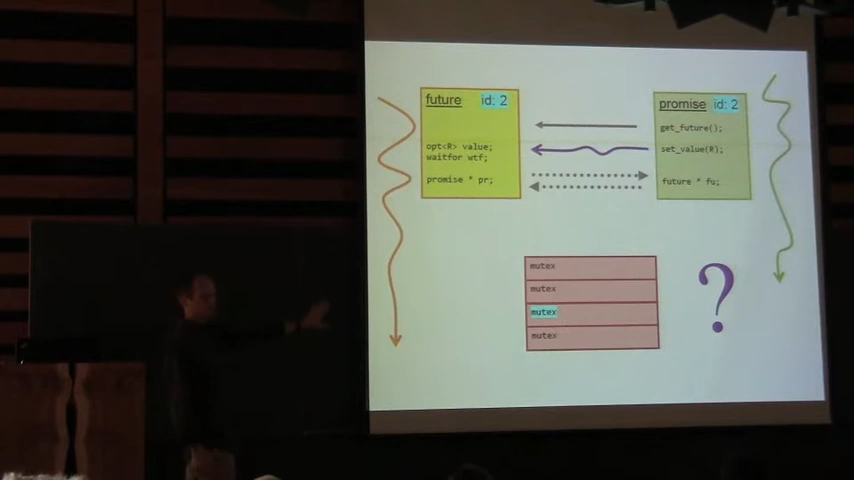 future id: 2
opt<R> value;
waitfor wtf;
promise * pr;
promise id: 2
get_future();
set_value(R);
future * fu;
mutex
mutex
mutex
mutex
?